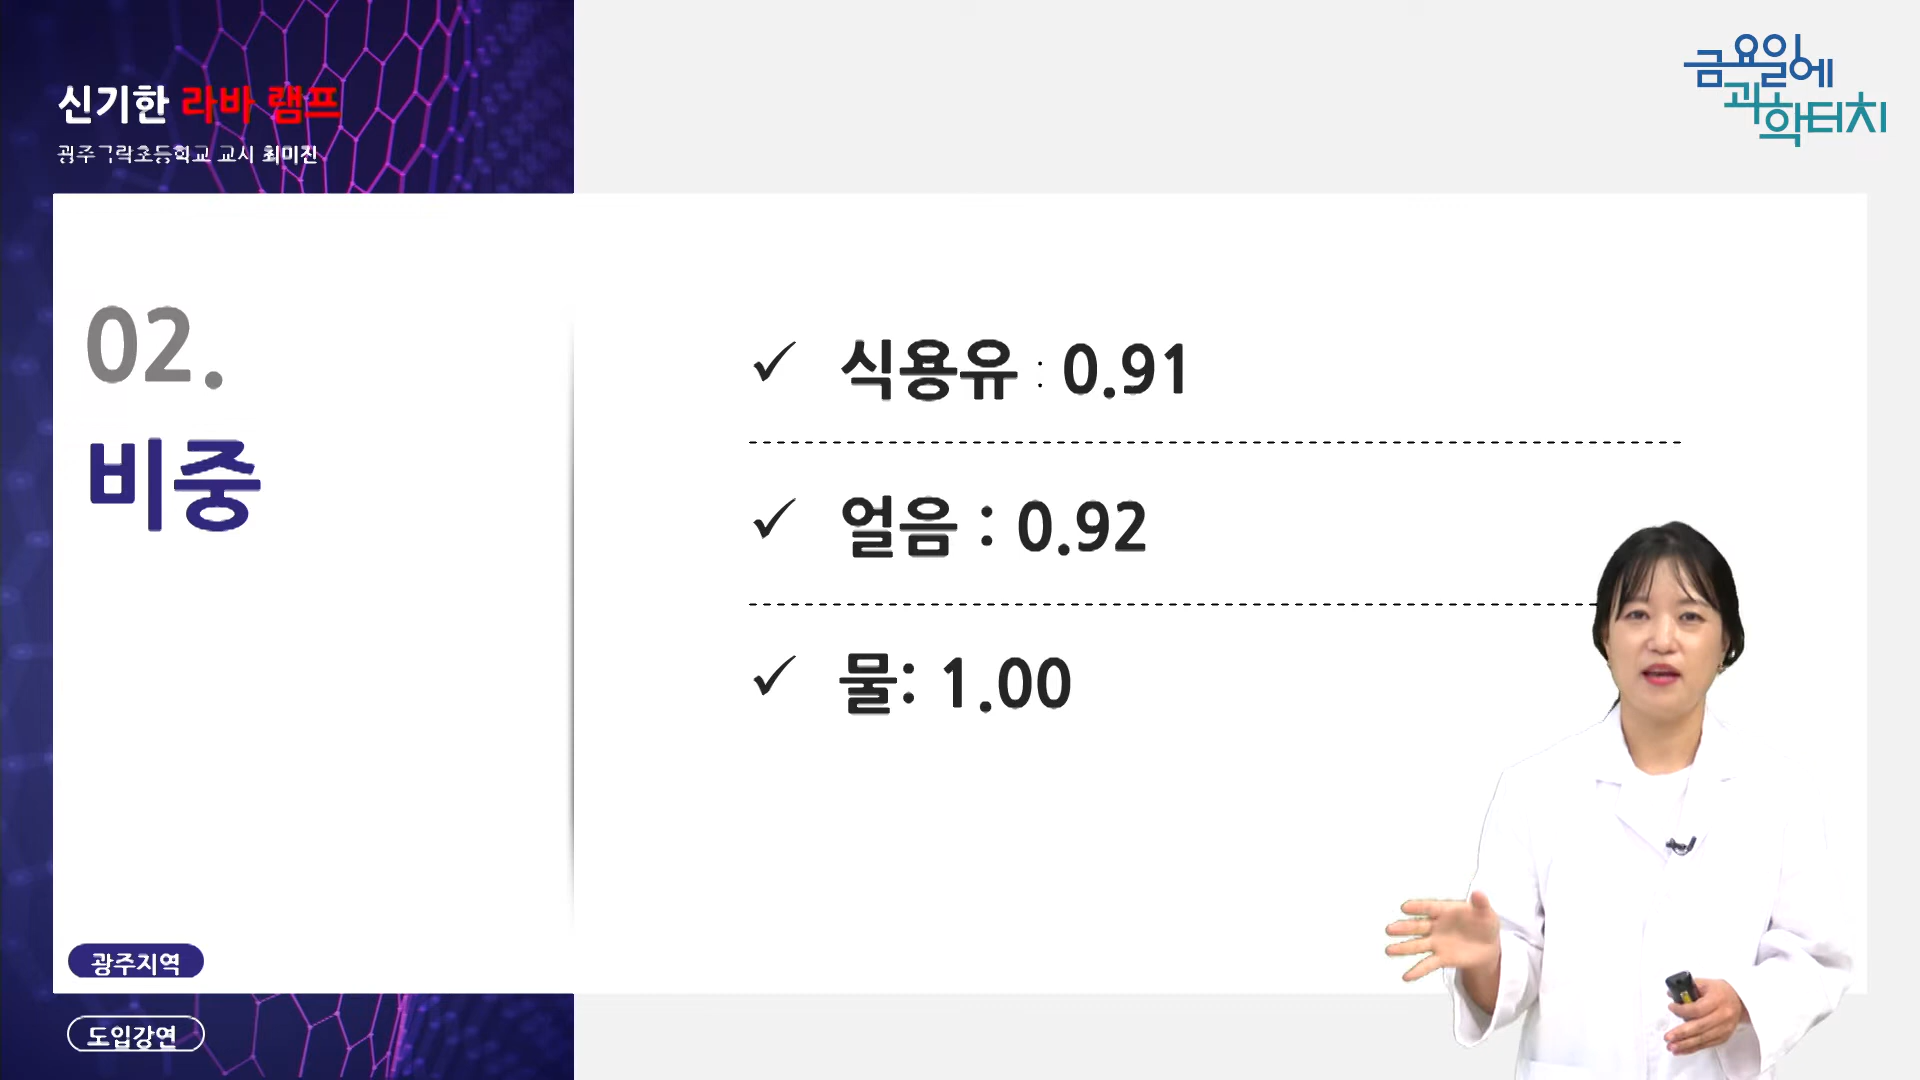 신기한 라바 램프
광주극락초등학교 교사 최미진
금요일에
과학터치
02.
비중
✓ 식용유 : 0.91
✓ 얼음 : 0.92
✓ 물: 1.00
광주지역
도입강연